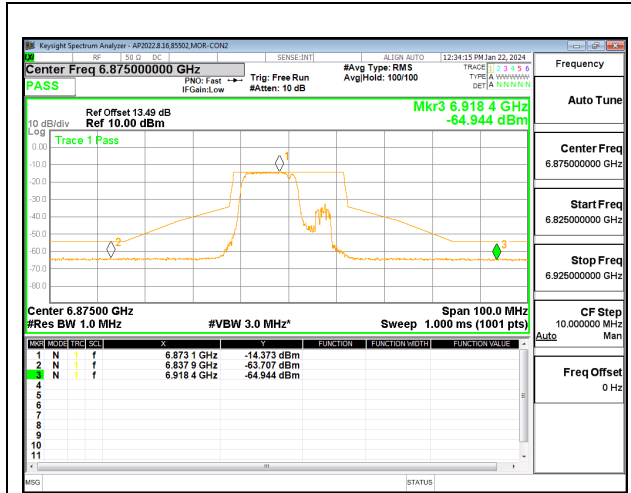 Keysight Spectrum Analyzer - AP2022.8.16,85502,MOR-CON2
RF 50 Ω DC SENSE:INT ALIGN AUTO 12:34:15 PM Jan 22, 2024
Center Freq 6.875000000 GHz
PNO: Fast
IFGain:Low
Trig: Free Run
#Atten: 10 dB
#Avg Type: RMS
Avg|Hold: 100/100
TRACE 1 2 3 4 5 6
TYPE A WWWWW
DET A N N N N N
PASS
Frequency
Ref Offset 13.49 dB
Ref 10.00 dBm
10 dB/div
Log
Mkr3 6.918 4 GHz
-64.944 dBm
Trace 1 Pass
0.00
-10.0
-20.0
-30.0
-40.0
-50.0
-60.0
-70.0
-80.0
1
2
3
Center 6.87500 GHz
Span 100.0 MHz
#Res BW 1.0 MHz
#VBW 3.0 MHz*
Sweep 1.000 ms (1001 pts)
MKR MODE TRC SCL X Y FUNCTION FUNCTION WIDTH FUNCTION VALUE
1 N 1 f 6.873 1 GHz -14.373 dBm
2 N 1 f 6.837 9 GHz -63.707 dBm
3 N 1 f 6.918 4 GHz -64.944 dBm
4
5
6
7
8
9
10
11
MSG
STATUS
Auto Tune
Center Freq
6.875000000 GHz
Start Freq
6.825000000 GHz
Stop Freq
6.925000000 GHz
CF Step
10.000000 MHz
Auto Man
Freq Offset
0 Hz